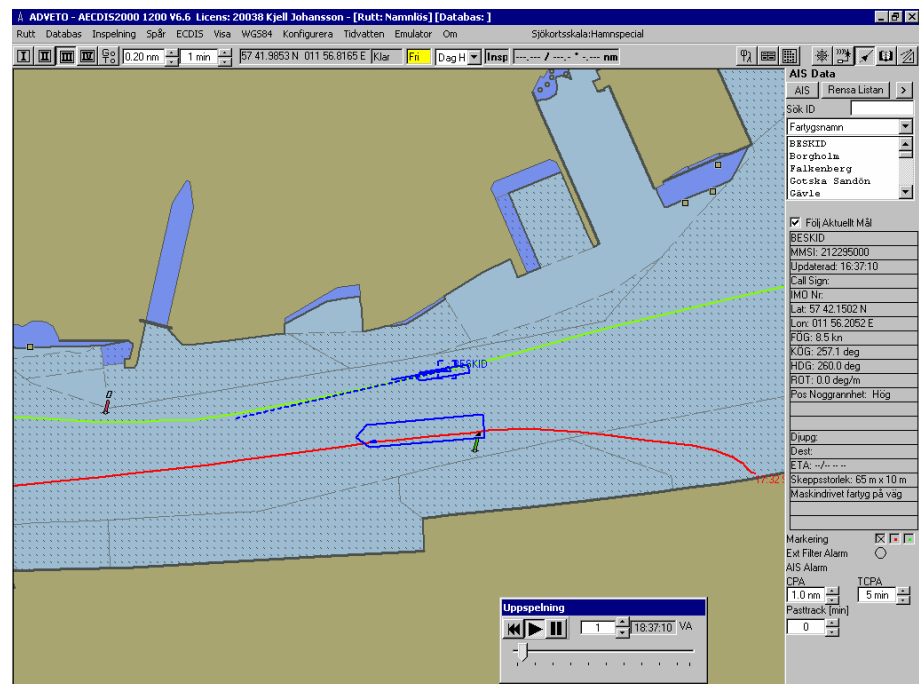 ADVETO - AECDIS2000 1200 V6.6 Licens: 20038 Kjell Johansson - [Rutt: Namnlös] [Databas: ]
Rutt Databas Inspelning Spår ECDIS Visa WGS84 Konfigurera Tidvatten Emulator Om Sjökortsskala:Hamnspecial
I II III IV Go 0.20 nm 1 min 57 41.9853 N 011 56.8165 E Klar Fri Dag H Insp ---,--- / ---,- ° -,--- nm
AIS Data
AIS Rensa Listan >
Sök ID
Fartygsnamn
BESKID
Borgholm
Falkenberg
Gotska Sandön
Gävle
Följ Aktuellt Mål
BESKID
MMSI: 212295000
Updaterad: 16:37:10
Call Sign:
IMO Nr:
Lat: 57 42.1502 N
Lon: 011 56.2052 E
FÖG: 8.5 kn
KÖG: 257.1 deg
HDG: 260.0 deg
ROT: 0.0 deg/m
Pos Noggrannhet: Hög
Djupg:
Dest:
ETA: --/-- -- --
Skeppsstorlek: 65 m x 10 m
Maskindrivet fartyg på väg
Markering
Ext Filter Alarm
AIS Alarm
CPA TCPA
1.0 nm 5 min
Pasttrack [min]
0
BESKID
17:32
Uppspelning
1 18:37:10 VA